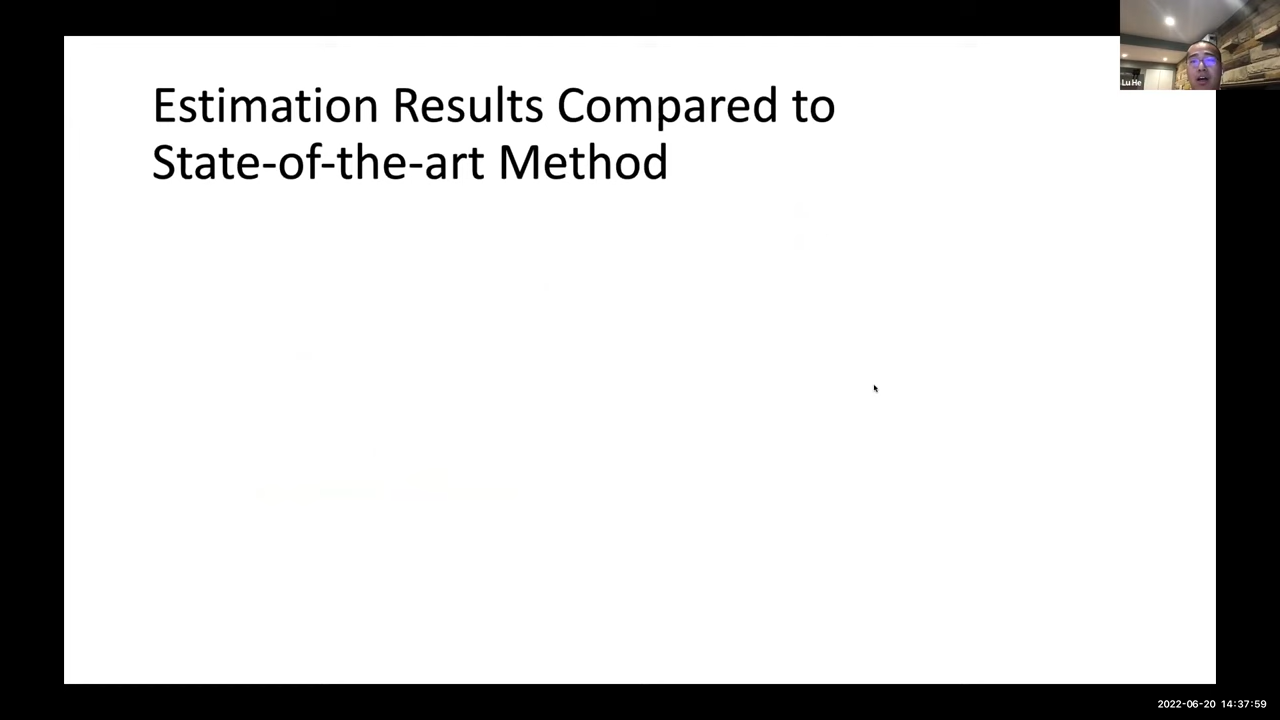 Estimation Results Compared to
State-of-the-art Method
Lu He
2022-06-20 14:37:59